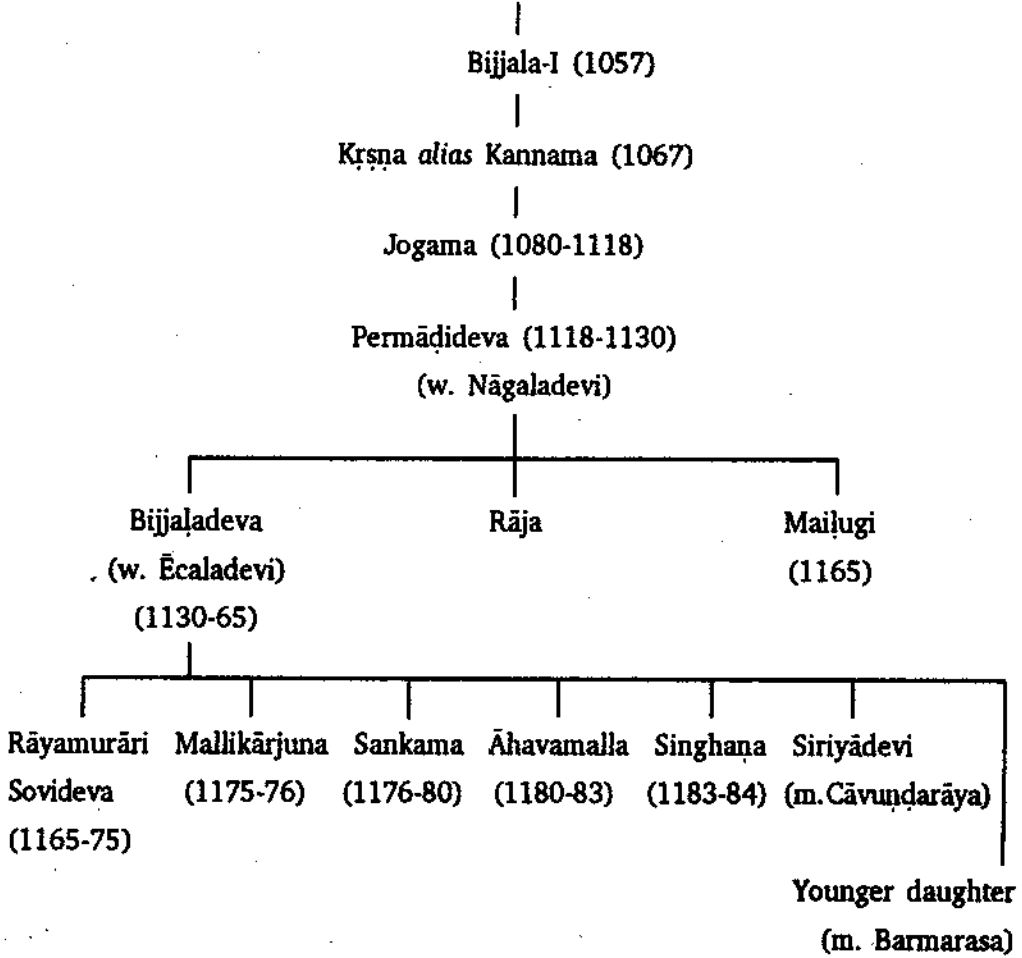 Bijjala-I (1057)
Kṛṣṇa alias Kannama (1067)
Jogama (1080-1118)
Permāḍideva (1118-1130)
(w. Nāgaladevi)
Bijjaḷadeva Rāja Maiḷugi
(w. Ēcaladevi) (1165)
(1130-65)
Rāyamurāri Mallikārjuna Sankama Āhavamalla Singhaṇa Siriyādevi
Sovideva (1175-76) (1176-80) (1180-83) (1183-84) (m.Cāvuṇḍarāya)
(1165-75)
Younger daughter
(m. Barmarasa)